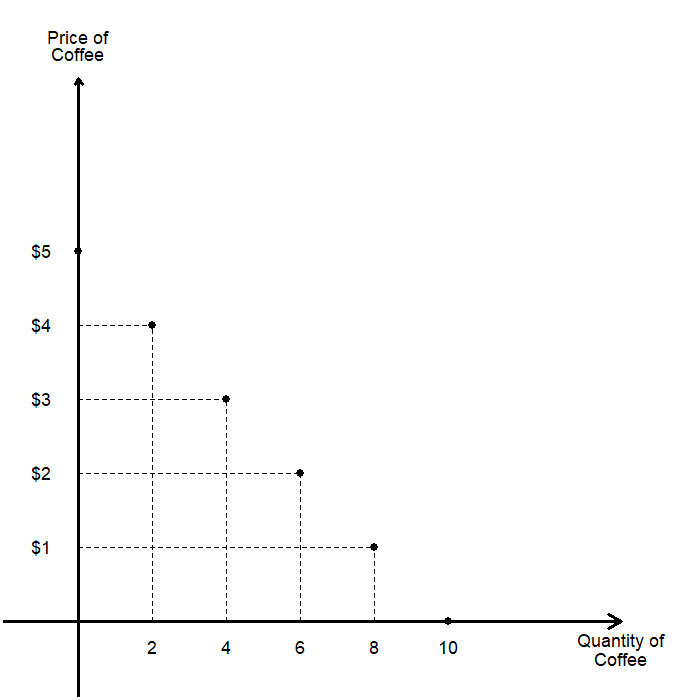 Price of
Coffee
$5
$4
$3
$2
$1
2 4 6 8 10
Quantity of
Coffee